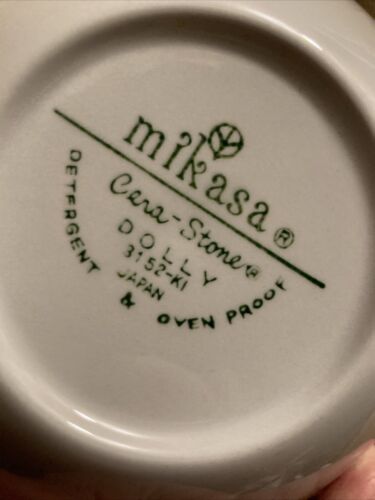 mikasa®
Cera-Stone®
DOLLY
3152-KI
JAPAN
DETERGENT & OVEN PROOF